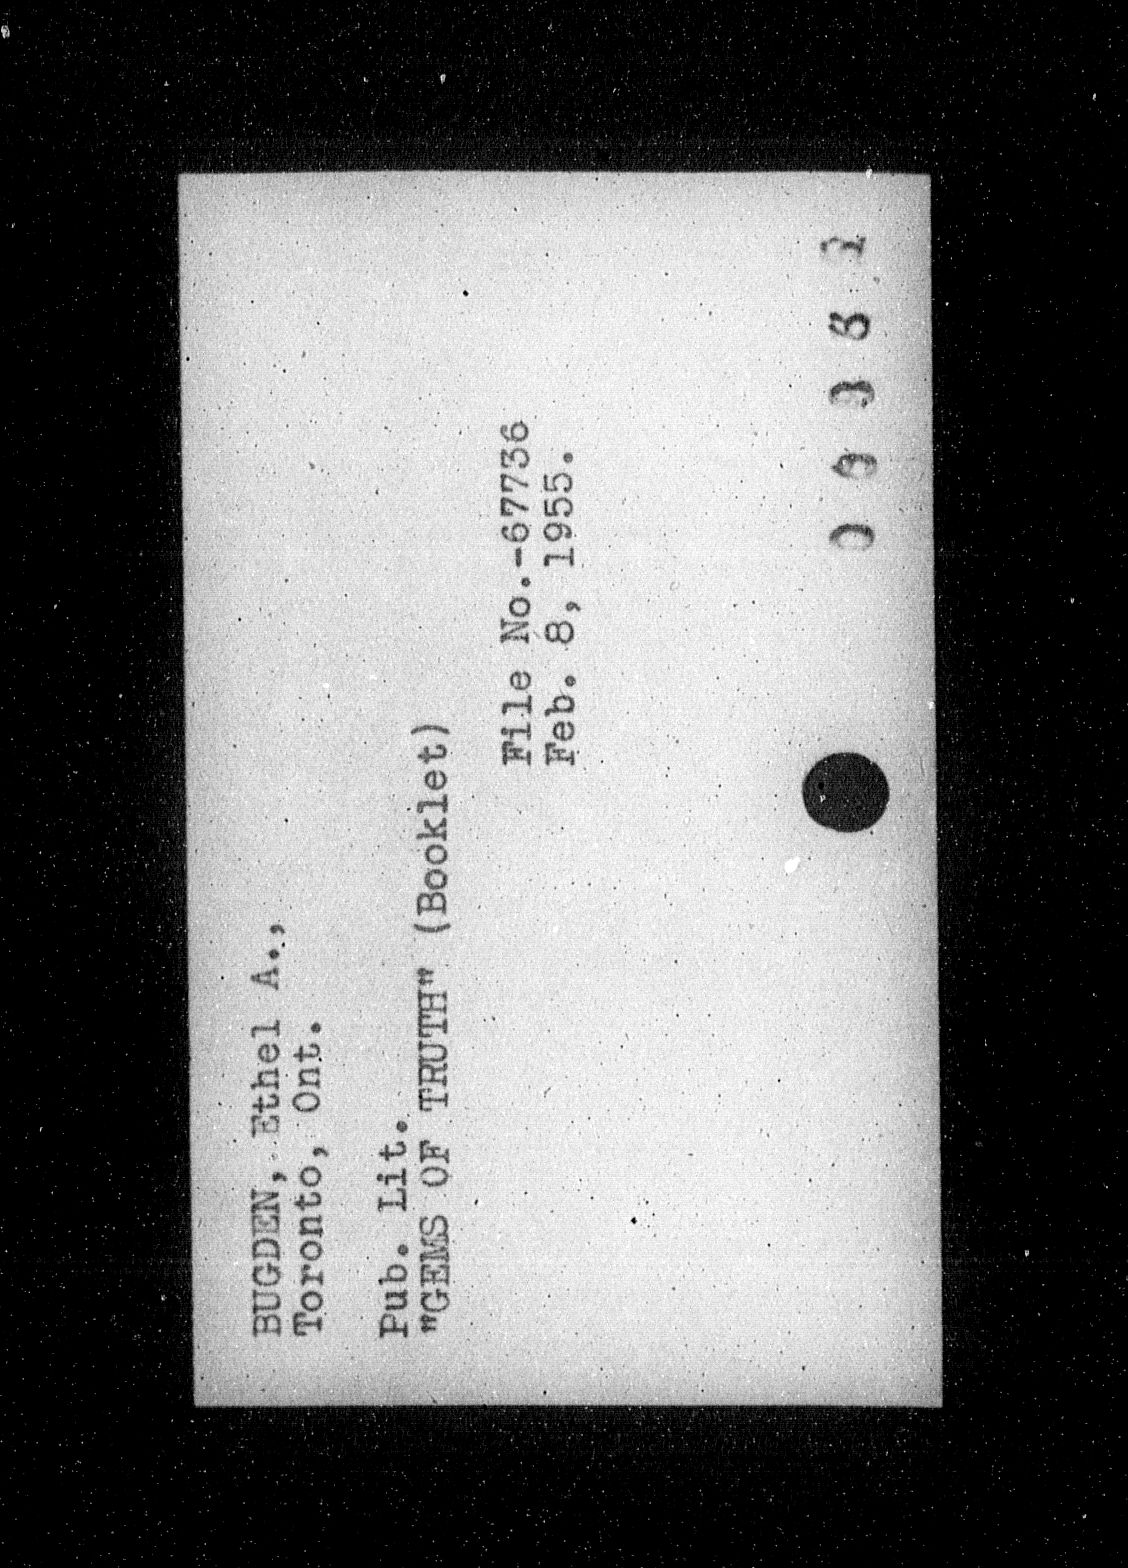 BUGDEN, Ethel A.,
Toronto, Ont.
Pub. Lit.
"GEMS OF TRUTH" (Booklet)
File No.-67736
Feb. 8, 1955.